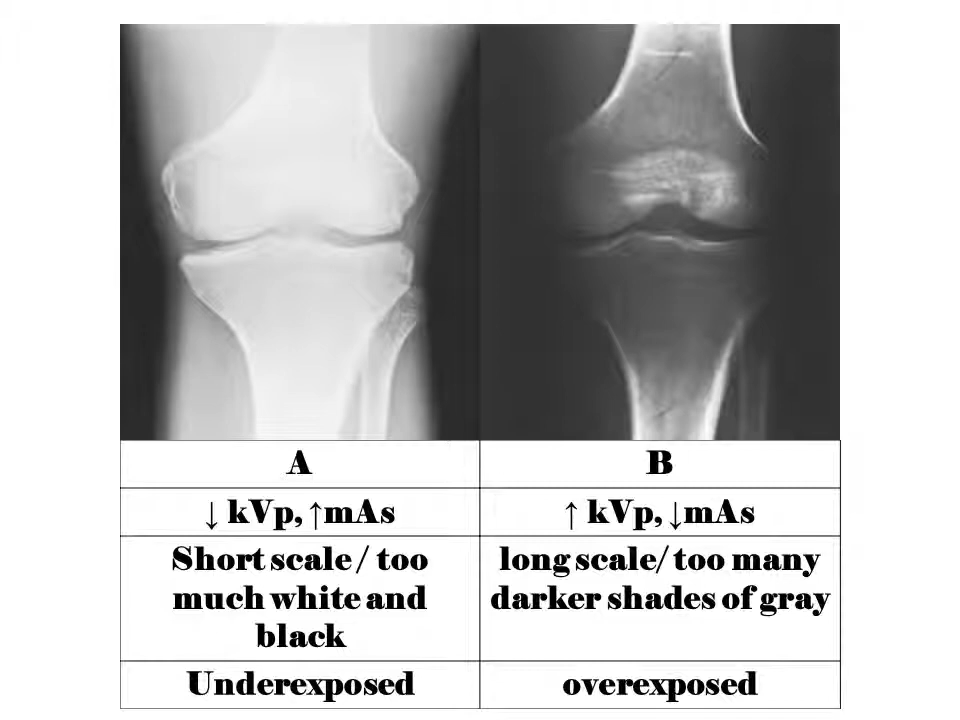 A
B
↓ kVp, ↑mAs
↑ kVp, ↓mAs
Short scale / too
much white and
black
long scale/ too many
darker shades of gray
Underexposed
overexposed